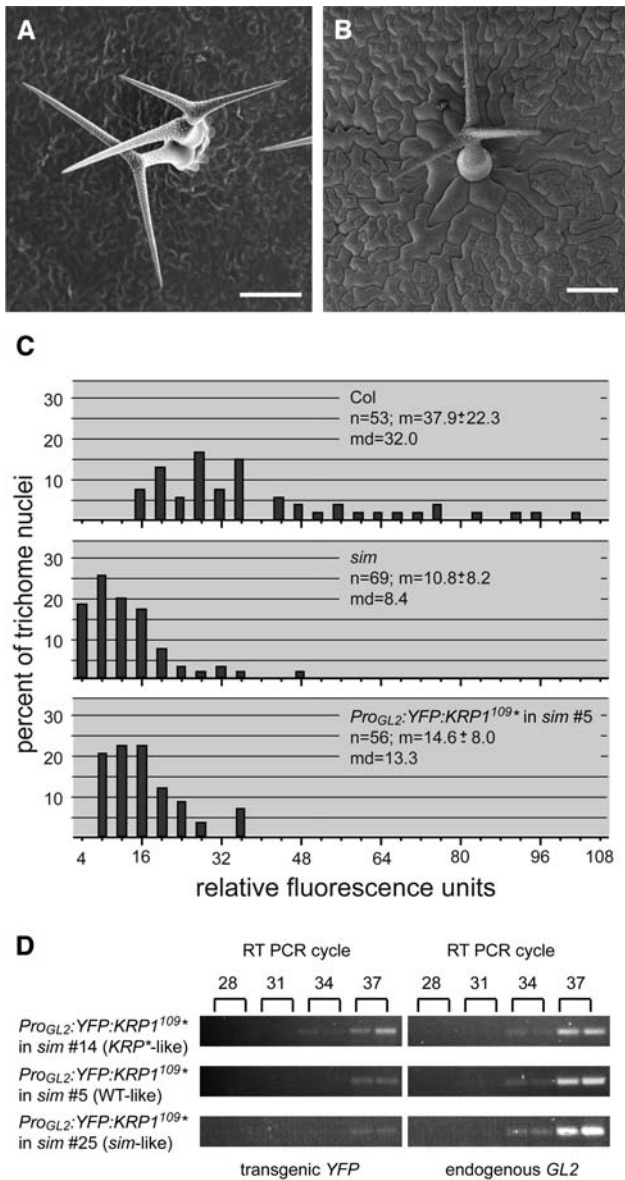 A
B
C
percent of trichome nuclei
30
20
10
Col
n=53; m=37.9±22.3
md=32.0
30
20
10
sim
n=69; m=10.8±8.2
md=8.4
30
20
10
ProGL2:YFP:KRP1109* in sim #5
n=56; m=14.6±8.0
md=13.3
4 16 32 48 64 80 96 108
relative fluorescence units
D
RT PCR cycle RT PCR cycle
28 31 34 37 28 31 34 37
ProGL2:YFP:KRP1109*
in sim #14 (KRP*-like)
ProGL2:YFP:KRP1109*
in sim #5 (WT-like)
ProGL2:YFP:KRP1109*
in sim #25 (sim-like)
transgenic YFP endogenous GL2